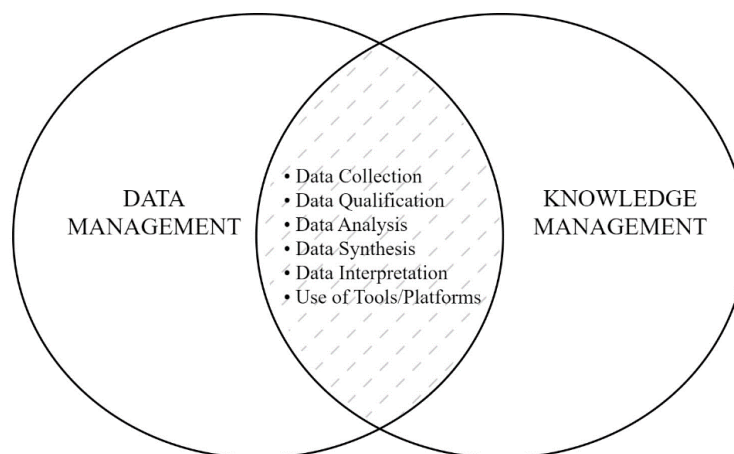 DATA
MANAGEMENT
• Data Collection
• Data Qualification
• Data Analysis
• Data Synthesis
• Data Interpretation
• Use of Tools/Platforms
KNOWLEDGE
MANAGEMENT